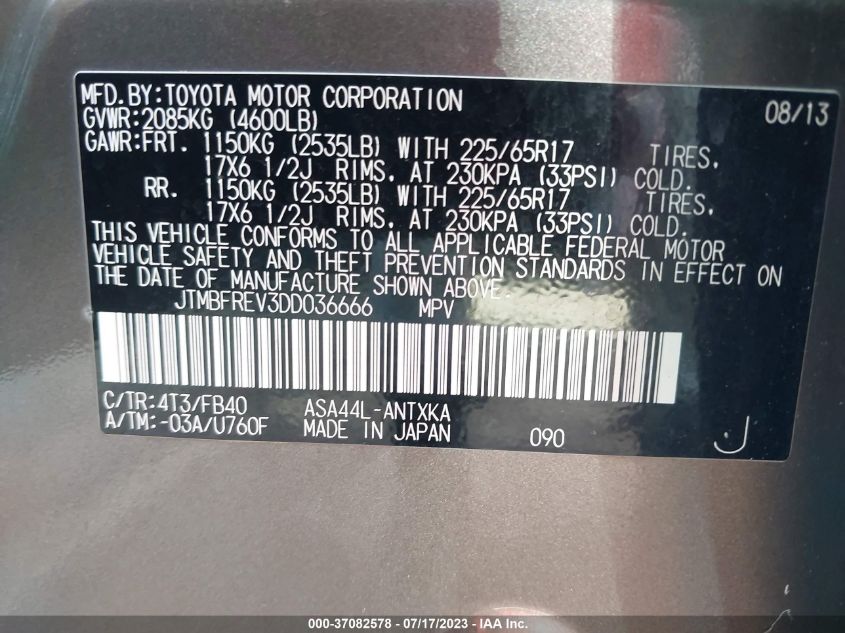 MFD.BY:TOYOTA MOTOR CORPORATION 08/13
GVWR:2085KG (4600LB)
GAWR:FRT. 1150KG (2535LB) WITH 225/65R17 TIRES,
17X6 1/2J RIMS, AT 230KPA (33PSI) COLD.
RR. 1150KG (2535LB) WITH 225/65R17 TIRES,
17X6 1/2J RIMS, AT 230KPA (33PSI) COLD.
THIS VEHICLE CONFORMS TO ALL APPLICABLE FEDERAL MOTOR
VEHICLE SAFETY AND THEFT PREVENTION STANDARDS IN EFFECT ON
THE DATE OF MANUFACTURE SHOWN ABOVE.
JTMBFREV3DD036666 MPV
C/TR:4T3/FB40 ASA44L-ANTXKA
A/TM:-03A/U760F MADE IN JAPAN 090 J
000-37082578 - 07/17/2023 - IAA Inc.